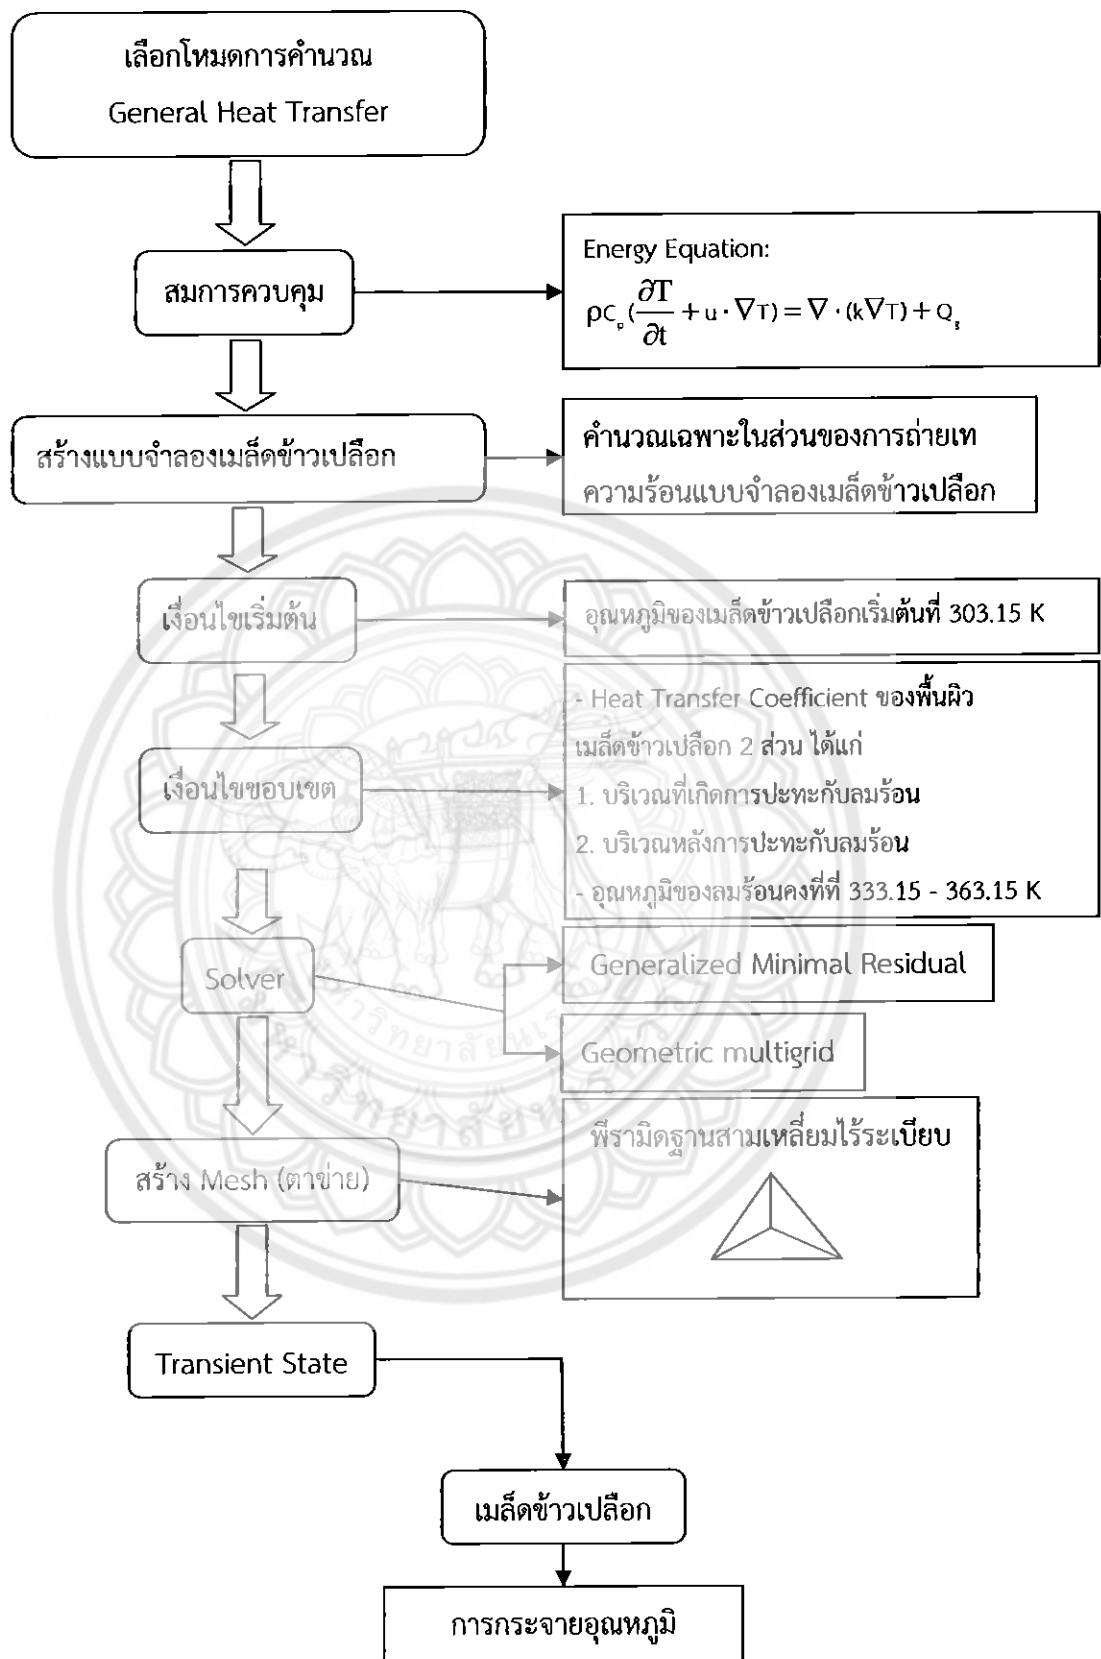 เลือกโหมดการคำนวณ
General Heat Transfer
สมการควบคุม
Energy Equation:
ρC_p(∂T/∂t + u · ∇T) = ∇ · (k∇T) + Q_g
สร้างแบบจำลองเมล็ดข้าวเปลือก
คำนวณเฉพาะในส่วนของการถ่ายเท
ความร้อนแบบจำลองเมล็ดข้าวเปลือก
เงื่อนไขเริ่มต้น
อุณหภูมิของเมล็ดข้าวเปลือกเริ่มต้นที่ 303.15 K
เงื่อนไขขอบเขต
- Heat Transfer Coefficient ของพื้นผิว
เมล็ดข้าวเปลือก 2 ส่วน ได้แก่
1. บริเวณที่เกิดการปะทะกับลมร้อน
2. บริเวณหลังการปะทะกับลมร้อน
- อุณหภูมิของลมร้อนคงที่ที่ 333.15 - 363.15 K
Solver
Generalized Minimal Residual
Geometric multigrid
สร้าง Mesh (ตาข่าย)
พีรามิดฐานสามเหลี่ยมไร้ระเบียบ
Transient State
เมล็ดข้าวเปลือก
การกระจายอุณหภูมิ